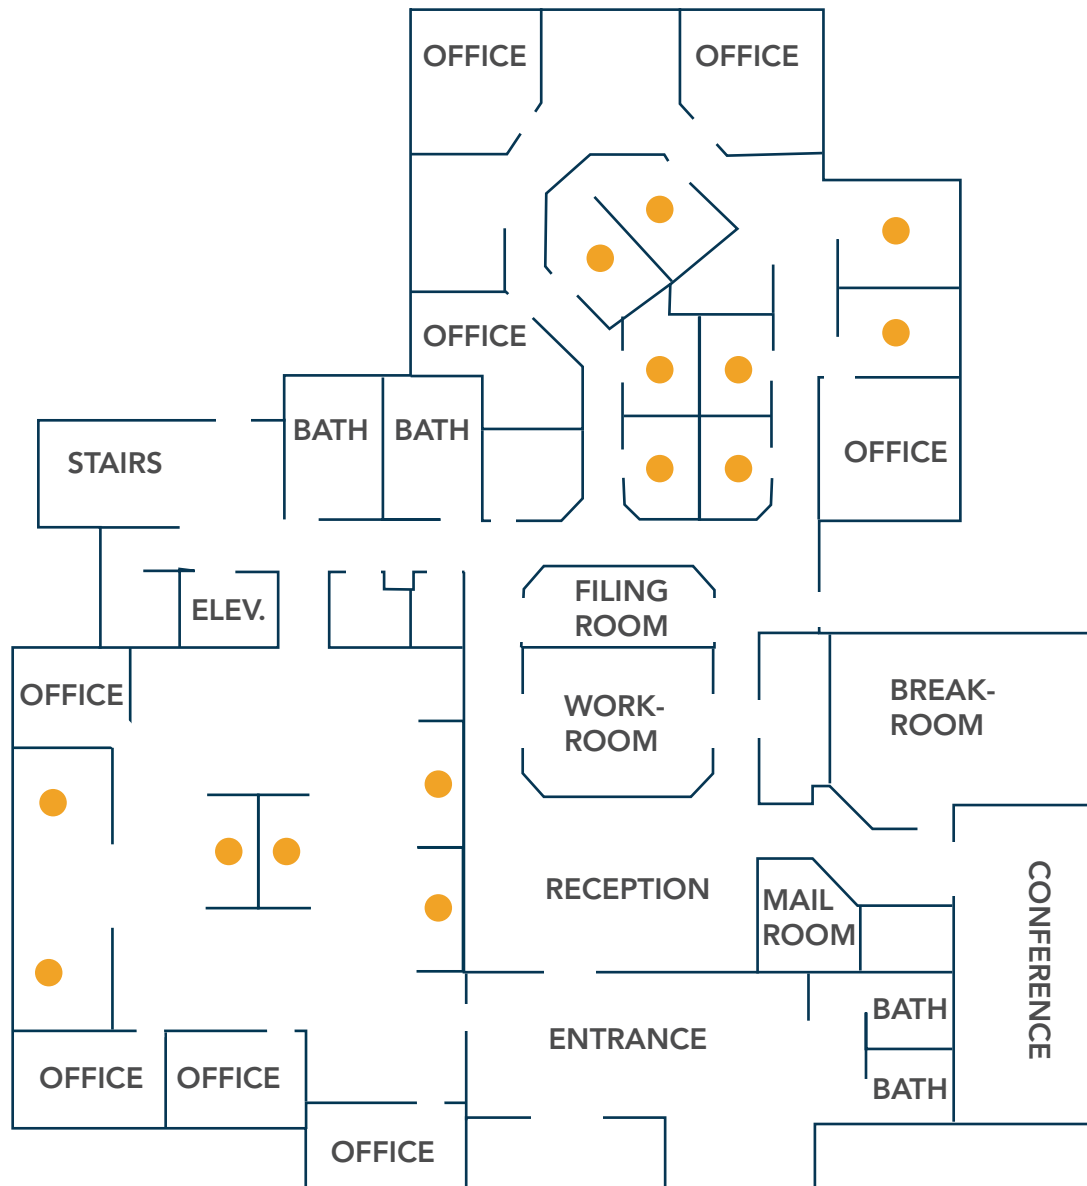 OFFICE
OFFICE
OFFICE
BATH
BATH
OFFICE
STAIRS
FILING
ROOM
ELEV.
OFFICE
WORK-
ROOM
BREAK-
ROOM
RECEPTION
MAIL
ROOM
CONFERENCE
ENTRANCE
BATH
OFFICE
OFFICE
BATH
OFFICE